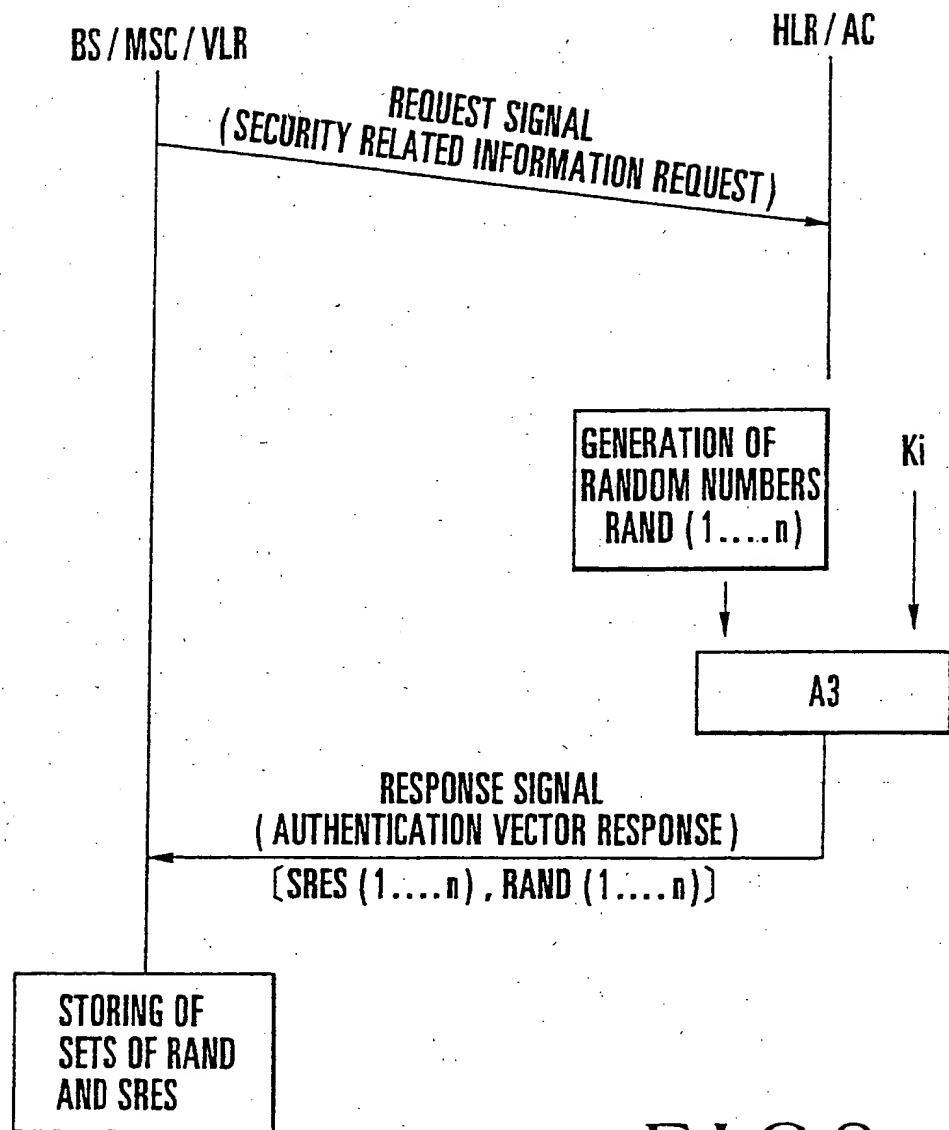 BS / MSC / VLR
HLR / AC
REQUEST SIGNAL
(SECURITY RELATED INFORMATION REQUEST)
GENERATION OF
RANDOM NUMBERS
RAND (1....n)
Ki
A3
RESPONSE SIGNAL
(AUTHENTICATION VECTOR RESPONSE)
[SRES (1....n), RAND (1....n)]
STORING OF
SETS OF RAND
AND SRES